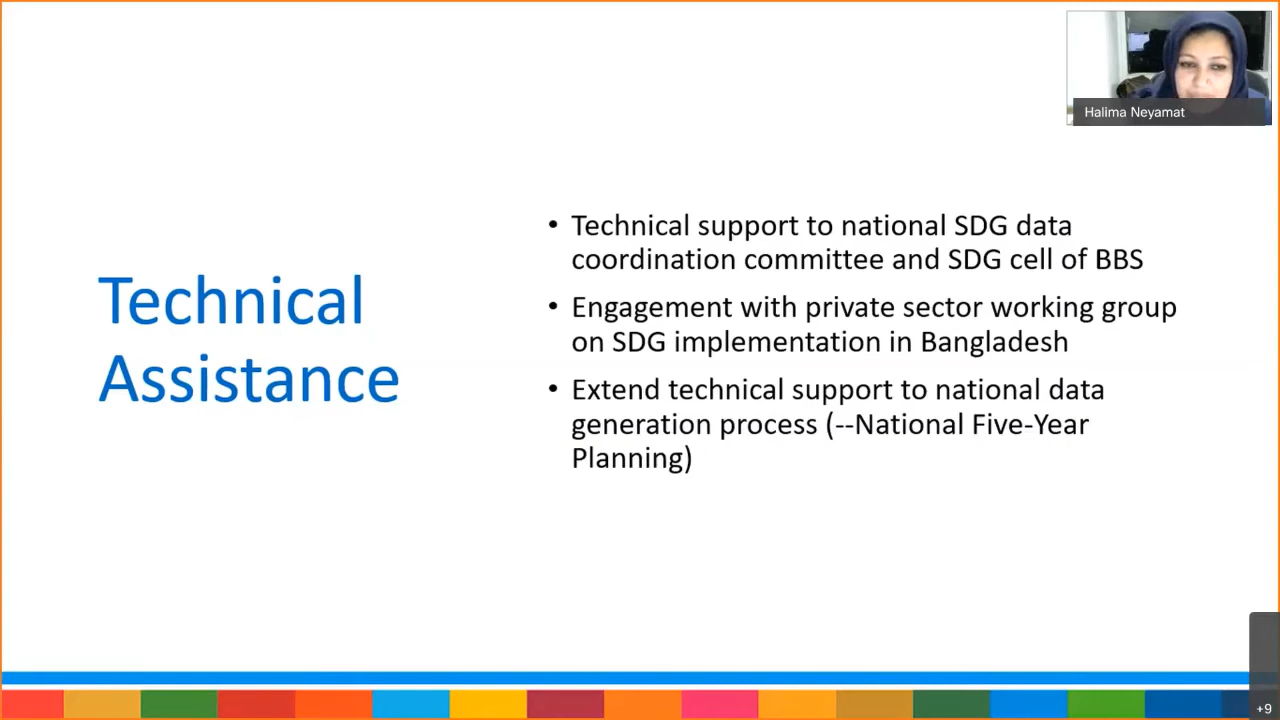 Halima Neyamat
Technical
Assistance
• Technical support to national SDG data
coordination committee and SDG cell of BBS
• Engagement with private sector working group
on SDG implementation in Bangladesh
• Extend technical support to national data
generation process (--National Five-Year
Planning)
+9